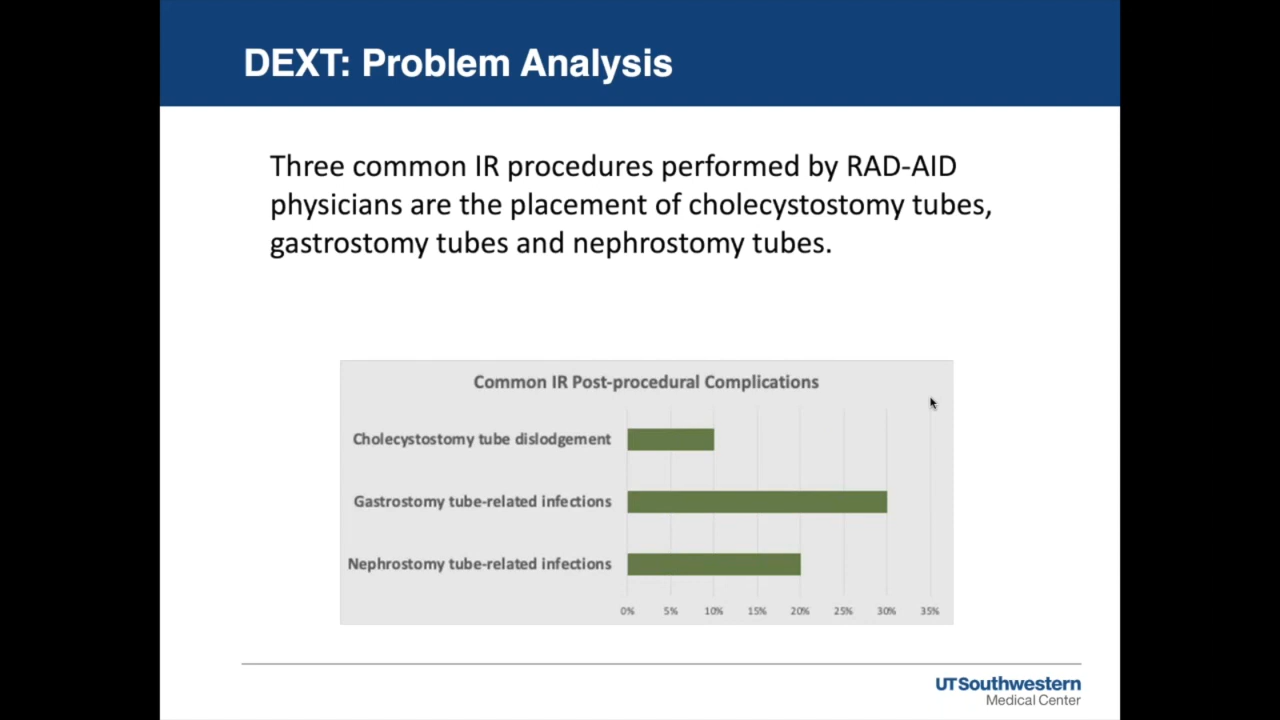 DEXT: Problem Analysis
Three common IR procedures performed by RAD-AID
physicians are the placement of cholecystostomy tubes,
gastrostomy tubes and nephrostomy tubes.
Common IR Post-procedural Complications
Cholecystostomy tube dislodgement
Gastrostomy tube-related infections
Nephrostomy tube-related infections
0% 5% 10% 15% 20% 25% 30% 35%
UTSouthwestern
Medical Center